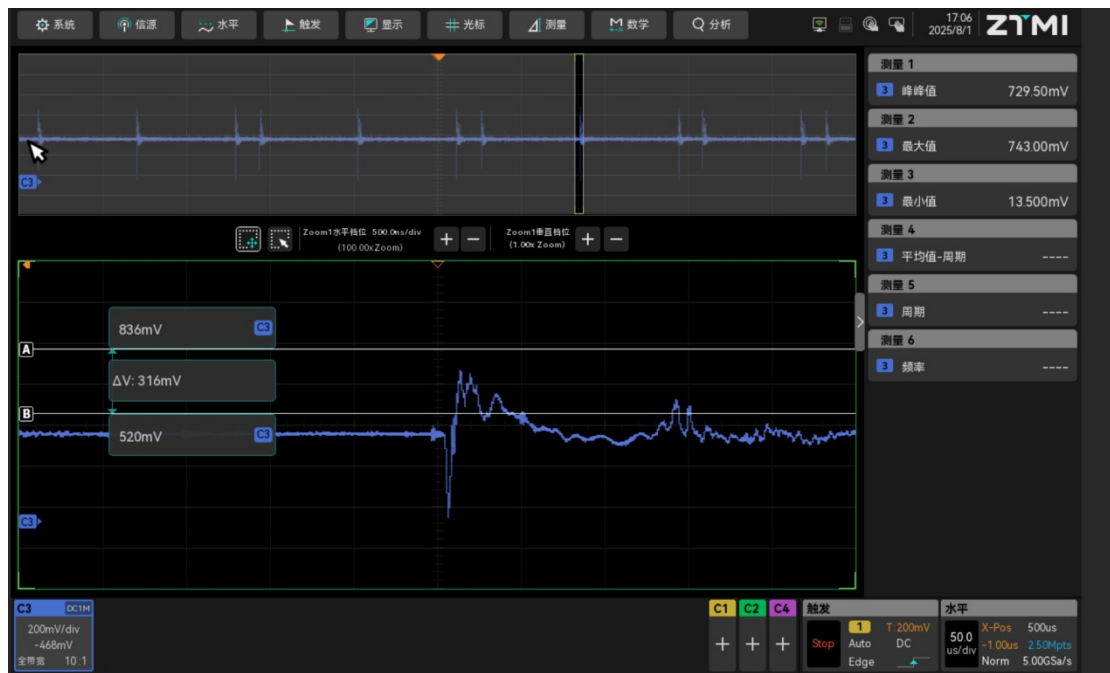 系统
信源
水平
触发
显示
光标
测量
数学
分析
17:06
2025/8/1
ZTMI
C3
Zoom1水平档位 500.0ns/div
(100.00x Zoom)
Zoom1垂直档位
(1.00x Zoom)
测量 1
3 峰峰值 729.50mV
测量 2
3 最大值 743.00mV
测量 3
3 最小值 13.500mV
测量 4
3 平均值-周期 ----
测量 5
3 周期 ----
测量 6
3 频率 ----
836mV C3
A
ΔV: 316mV
B
520mV C3
C3
C3 DC1M
200mV/div
-468mV
全带宽 10:1
C1
C2
C4
触发
Stop
1 T:200mV
Auto DC
Edge
水平
50.0
us/div
X-Pos 500us
-1.00us 2.50Mpts
Norm 5.00GSa/s